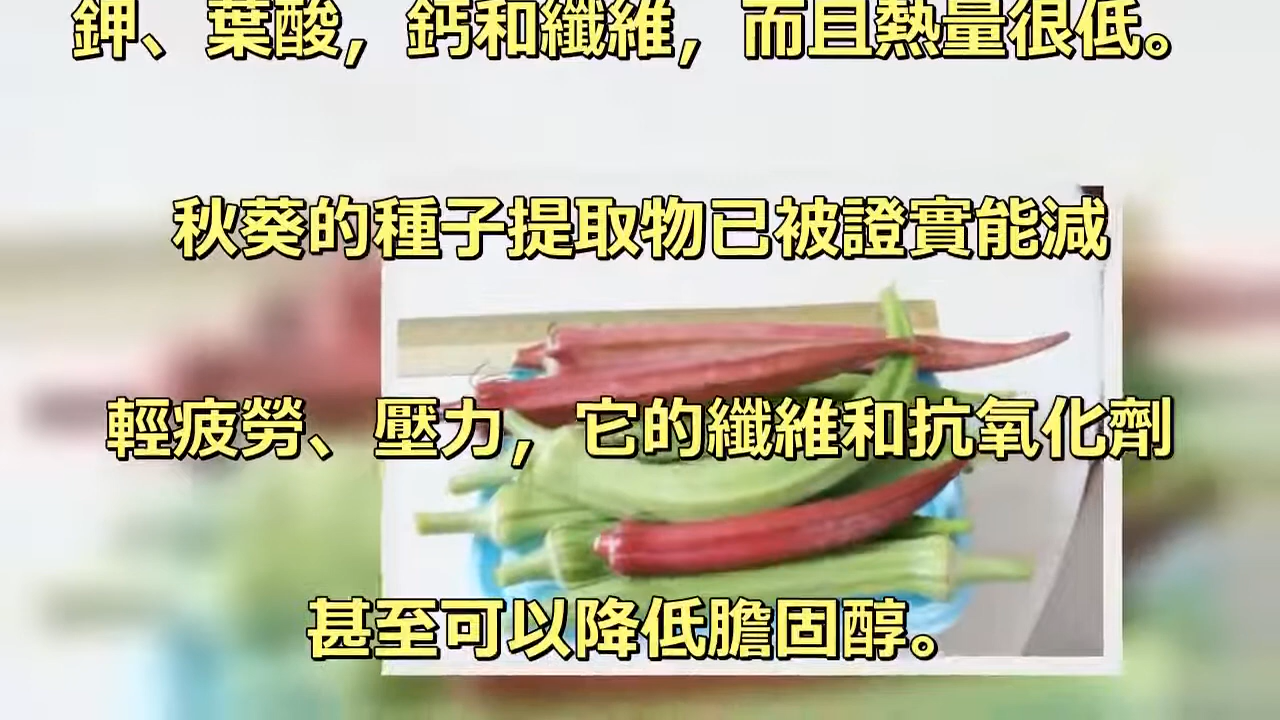 鉀、葉酸，鈣和纖維，而且熱量很低。
秋葵的種子提取物已被證實能減
輕疲勞、壓力，它的纖維和抗氧化劑
甚至可以降低膽固醇。